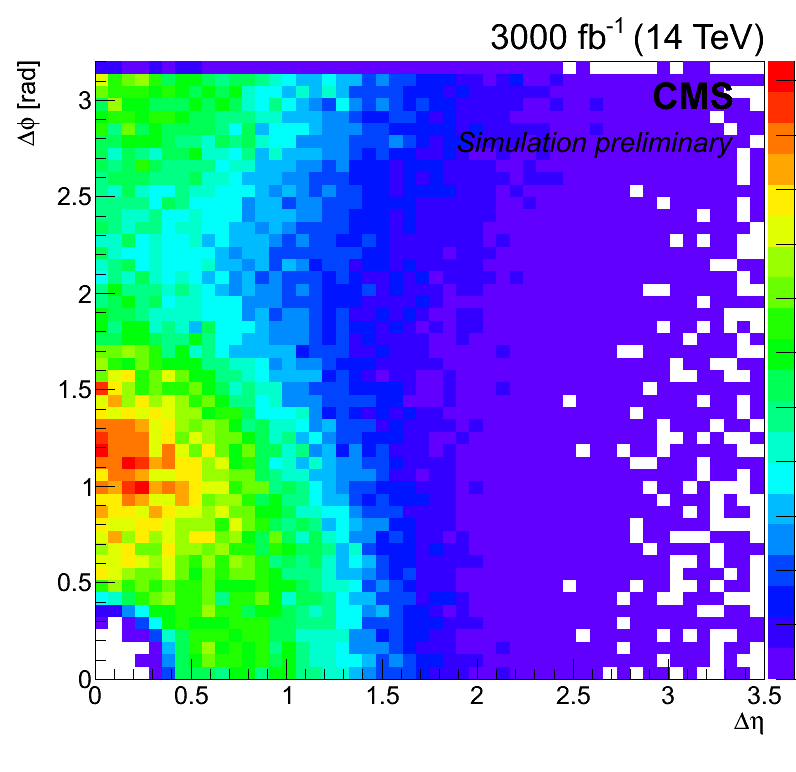 3000 fb⁻¹ (14 TeV)
CMS
Simulation preliminary
Δϕ [rad]
3
2.5
2
1.5
1
0.5
0
0 0.5 1 1.5 2 2.5 3 3.5
Δη